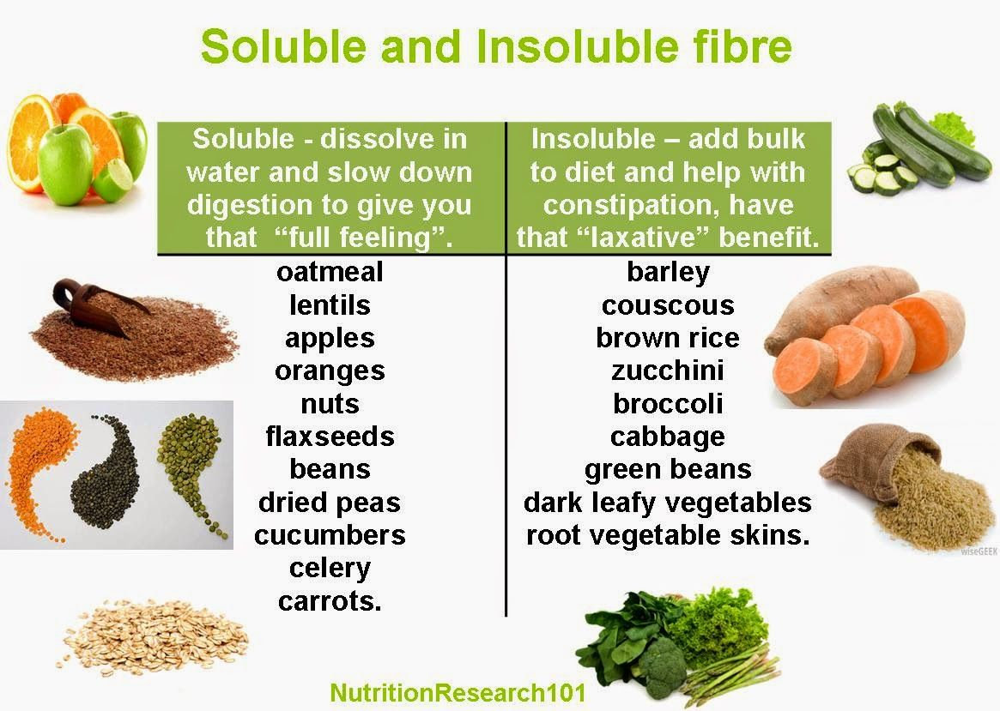 Soluble and Insoluble fibre
Soluble - dissolve in
water and slow down
digestion to give you
that “full feeling”.
oatmeal
lentils
apples
oranges
nuts
flaxseeds
beans
dried peas
cucumbers
celery
carrots.
Insoluble – add bulk
to diet and help with
constipation, have
that “laxative” benefit.
barley
couscous
brown rice
zucchini
broccoli
cabbage
green beans
dark leafy vegetables
root vegetable skins.
wiseGEEK
NutritionResearch101